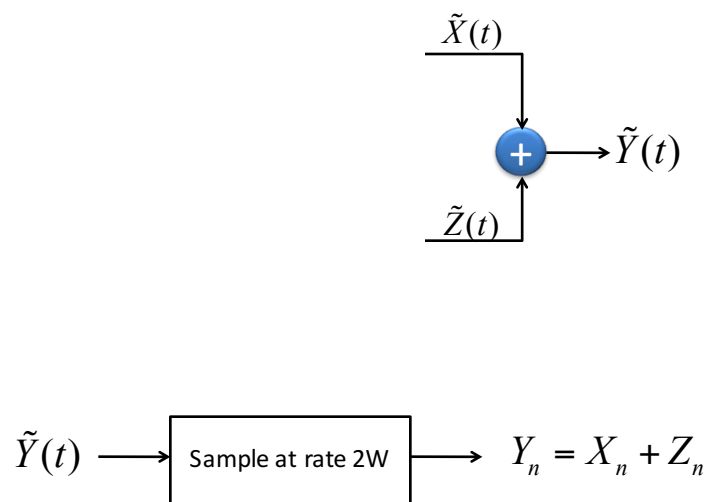 X̃(t)
+
Ỹ(t)
Z̃(t)
Ỹ(t)
Sample at rate 2W
Yₙ = Xₙ + Zₙ